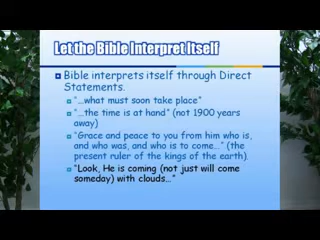 Let the Bible Interpret Itself
Bible interprets itself through Direct
Statements.
"…what must soon take place"
"…the time is at hand" (not 1900 years
away)
"Grace and peace to you from him who is,
and who was, and is to come…" (the
present ruler of the kings of the earth).
"Look, He is coming (not just will come
someday) with clouds…"